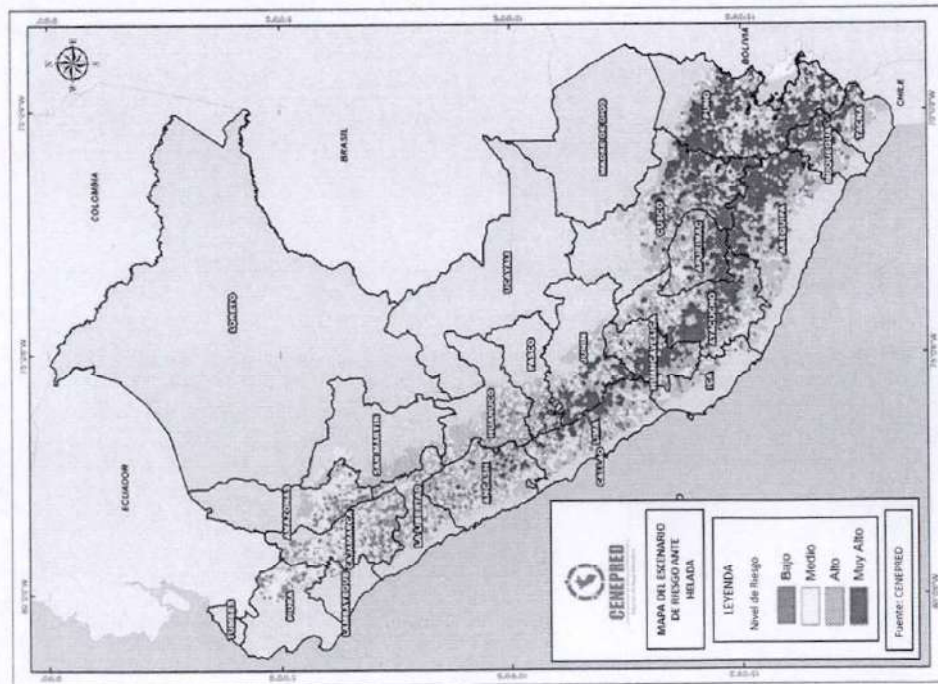 COLOMBIA
ECUADOR
BRASIL
BOLIVIA
CHILE
LORETO
TUMBES
PIURA
AMAZONAS
LAMBAYEQUE
CAJAMARCA
SAN MARTIN
LA LIBERTAD
ANCASH
HUANUCO
UCAYALI
PASCO
JUNIN
CALLAO
LIMA
MADRE DE DIOS
HUANCAVELICA
CUSCO
APURIMAC
AYACUCHO
ICA
PUNO
AREQUIPA
MOQUEGUA
TACNA
CENEPRED
MAPA DEL ESCENARIO
DE RIESGO ANTE
HELADA
LEYENDA
Nivel de Riesgo
Bajo
Medio
Alto
Muy Alto
Fuente: CENEPRED